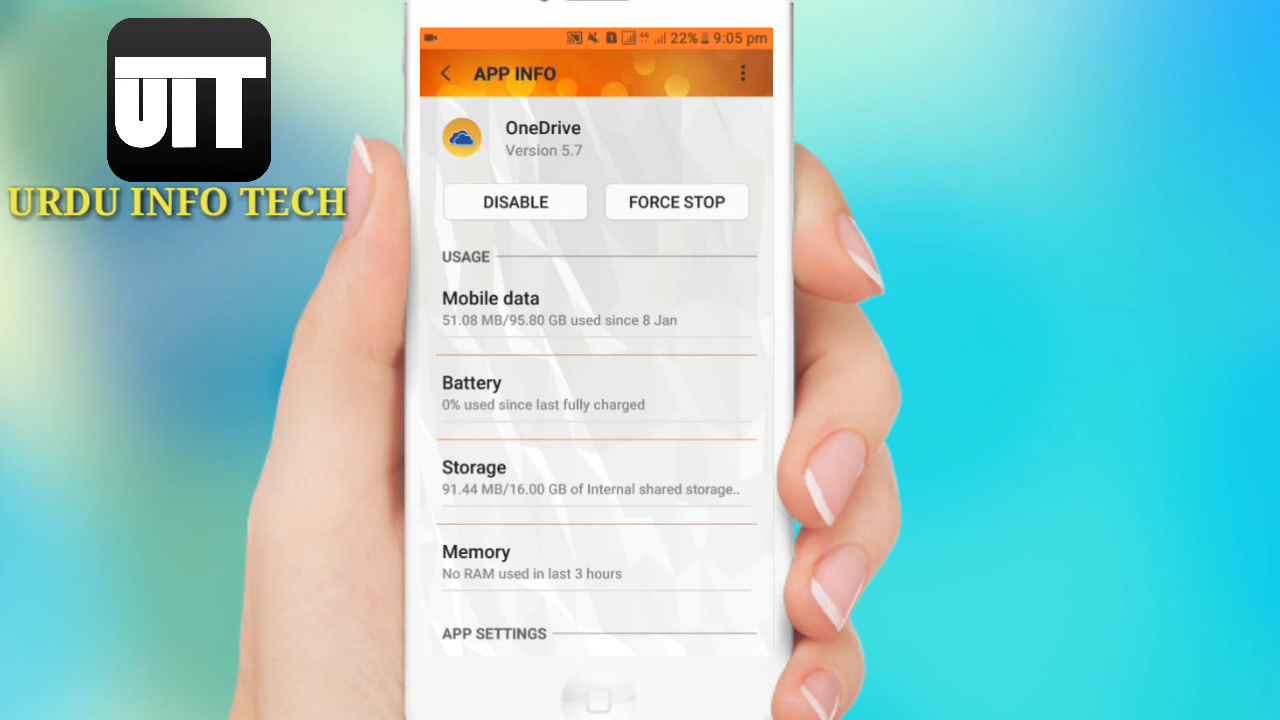 UIT
URDU INFO TECH
4G 22% 9:05 pm
APP INFO
OneDrive
Version 5.7
DISABLE
FORCE STOP
USAGE
Mobile data
51.08 MB/95.80 GB used since 8 Jan
Battery
0% used since last fully charged
Storage
91.44 MB/16.00 GB of Internal shared storage..
Memory
No RAM used in last 3 hours
APP SETTINGS